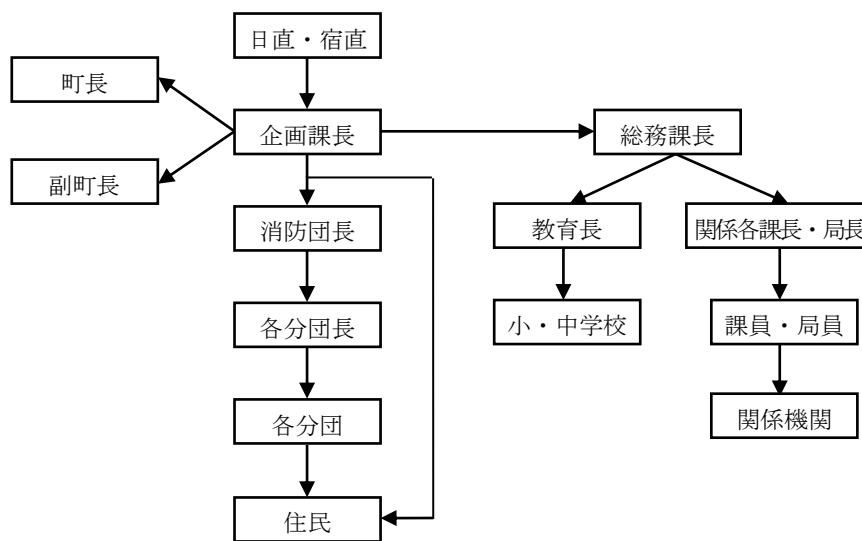 日直・宿直
町長
企画課長
総務課長
副町長
消防団長
教育長
関係各課長・局長
各分団長
小・中学校
課員・局員
各分団
関係機関
住民